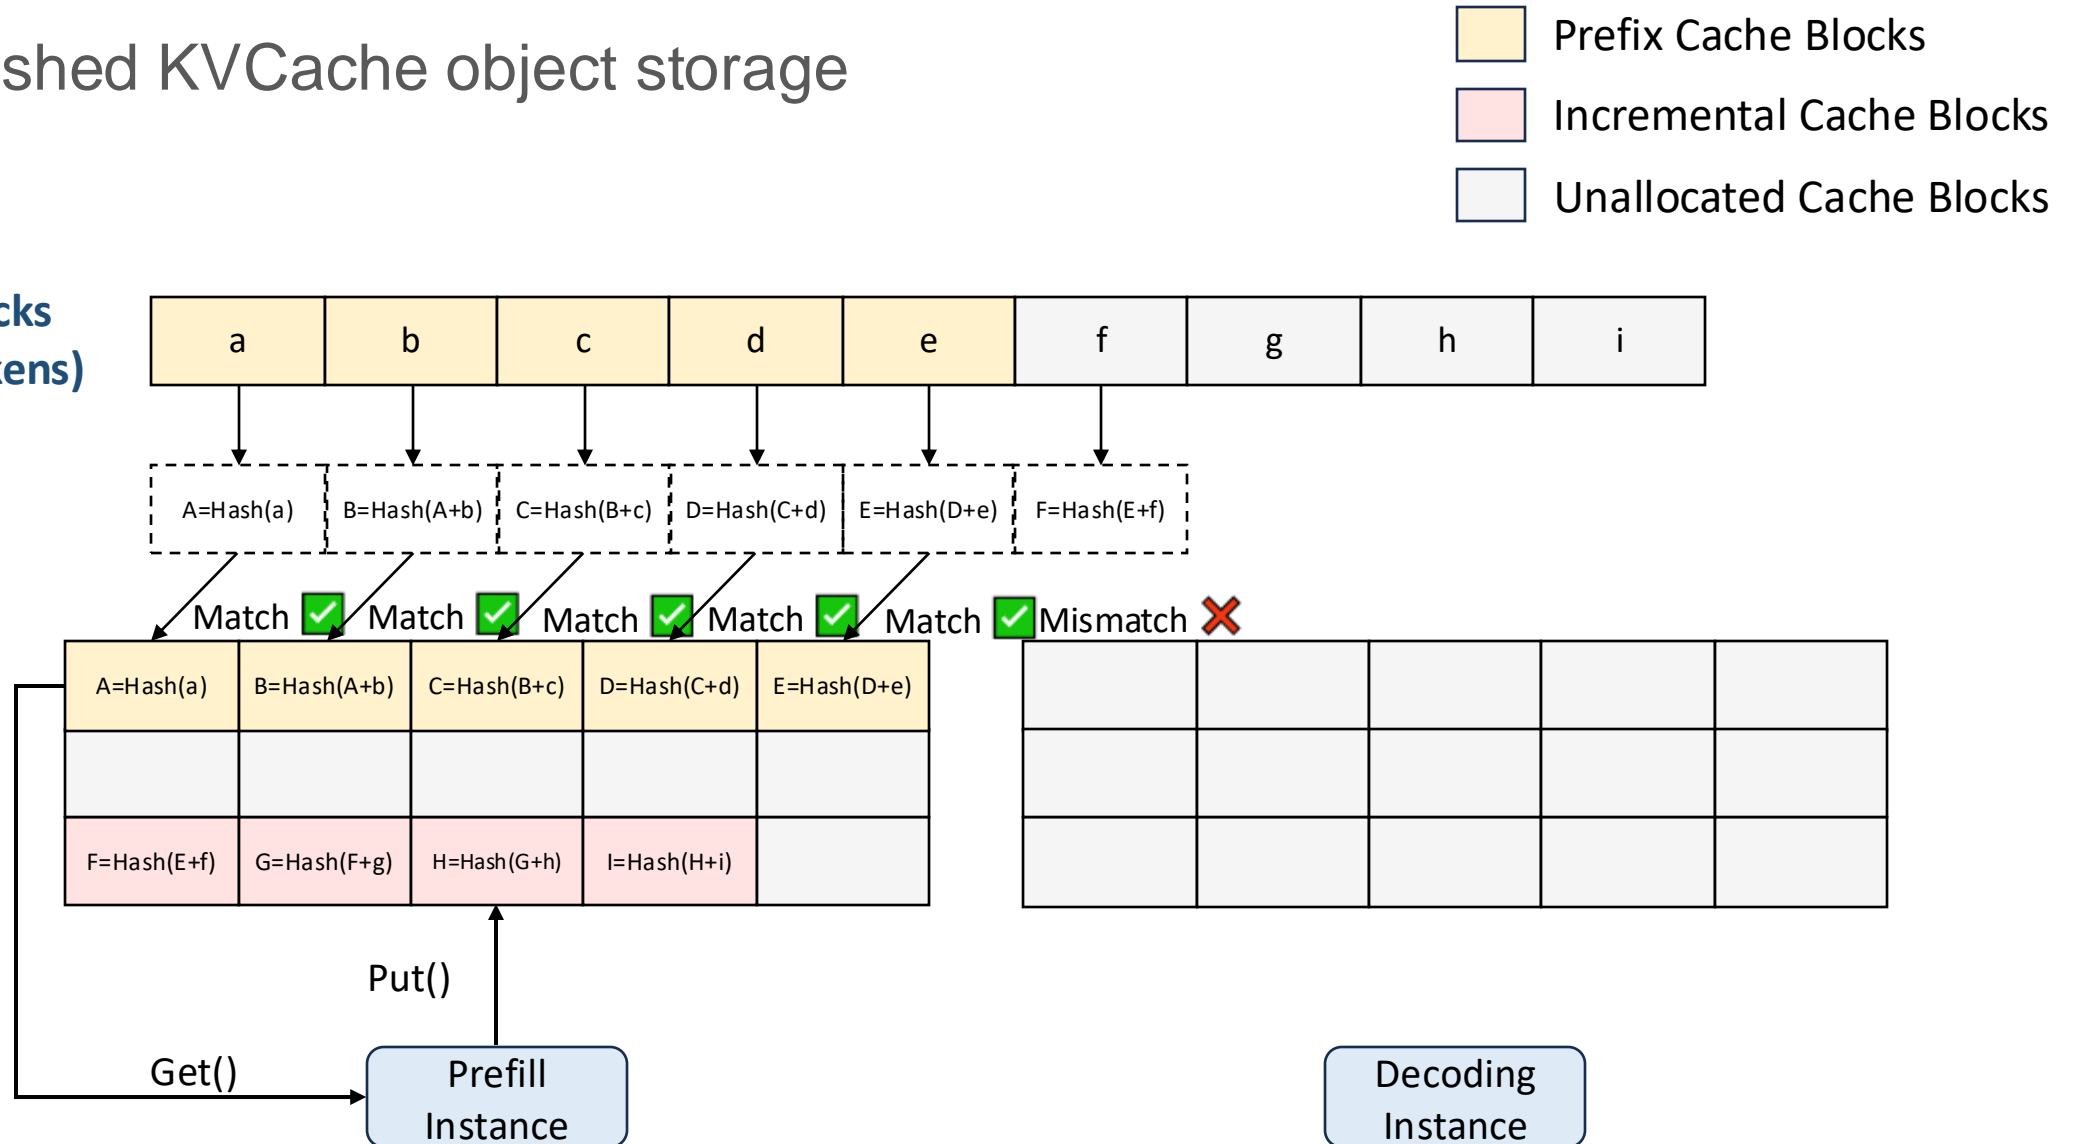 shed KVCache object storage
Prefix Cache Blocks
Incremental Cache Blocks
Unallocated Cache Blocks
cks
kens)
a b c d e f g h i
A=Hash(a) B=Hash(A+b) C=Hash(B+c) D=Hash(C+d) E=Hash(D+e) F=Hash(E+f)
Match Match Match Match Match Mismatch
A=Hash(a) B=Hash(A+b) C=Hash(B+c) D=Hash(C+d) E=Hash(D+e)
F=Hash(E+f) G=Hash(F+g) H=Hash(G+h) I=Hash(H+i)
Put()
Get()
Prefill
Instance
Decoding
Instance